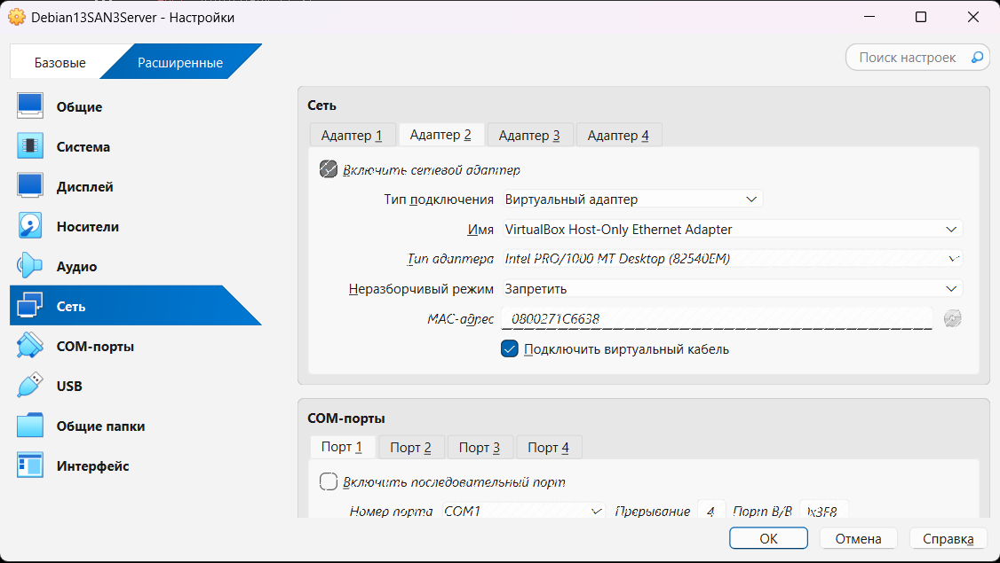 Debian13SAN3Server - Настройки
Базовые
Расширенные
Поиск настроек
Общие
Система
Дисплей
Носители
Аудио
Сеть
COM-порты
USB
Общие папки
Интерфейс
Сеть
Адаптер 1 Адаптер 2 Адаптер 3 Адаптер 4
Включить сетевой адаптер
Тип подключения Виртуальный адаптер
Имя VirtualBox Host-Only Ethernet Adapter
Тип адаптера Intel PRO/1000 MT Desktop (82540EM)
Неразборчивый режим Запретить
MAC-адрес 0800271C6638
Подключить виртуальный кабель
COM-порты
Порт 1 Порт 2 Порт 3 Порт 4
Включить последовательный порт
Номер порта COM1 Прерывание 4 Порт В/В 0x3F8
OK Отмена Справка